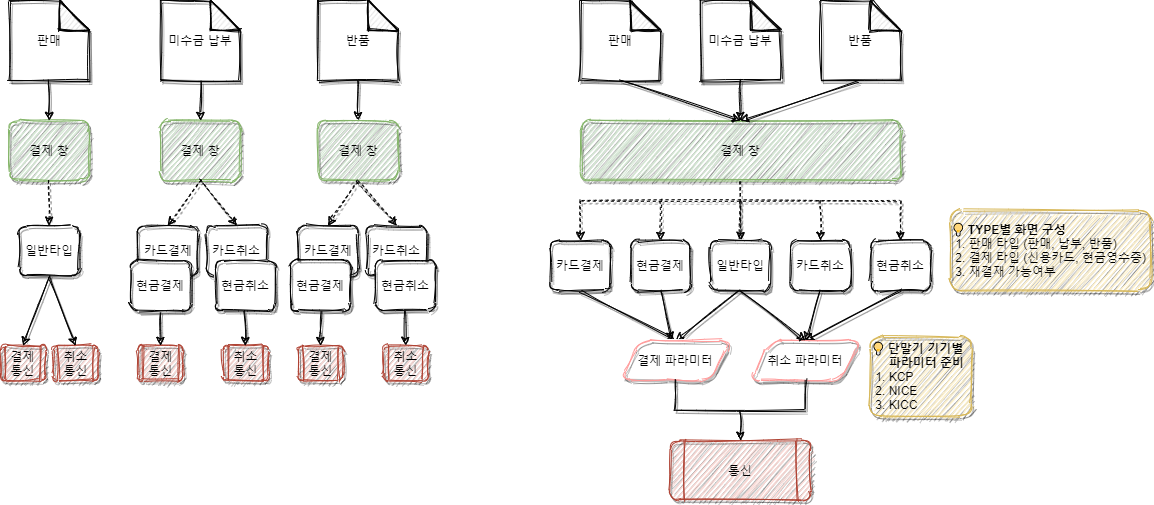 판매
미수금 납부
반품
결제 창
결제 창
결제 창
일반타입
카드결제
카드취소
현금결제
현금취소
카드결제
카드취소
현금결제
현금취소
결제
통신
취소
통신
결제
통신
취소
통신
결제
통신
취소
통신
판매
미수금 납부
반품
결제 창
카드결제
현금결제
일반타입
카드취소
현금취소
TYPE별 화면 구성
1. 판매 타입 (판매, 납부, 반품)
2. 결제 타입 (신용카드, 현금영수증)
3. 재결재 가능여부
결제 파라미터
취소 파라미터
단말기 기기별
파라미터 준비
1. KCP
2. NICE
3. KICC
통신